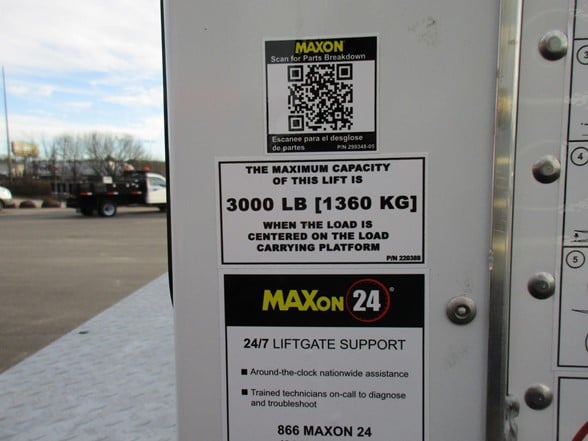 MAXON
Scan for Parts Breakdown
Escanee para el desglose
de partes
P/N 299348-05
THE MAXIMUM CAPACITY
OF THIS LIFT IS
3000 LB [1360 KG]
WHEN THE LOAD IS
CENTERED ON THE LOAD
CARRYING PLATFORM
P/N 220388
MAXON 24®
24/7 LIFTGATE SUPPORT
■ Around-the-clock nationwide assistance
■ Trained technicians on-call to diagnose
and troubleshoot
866 MAXON 24
3
4
5